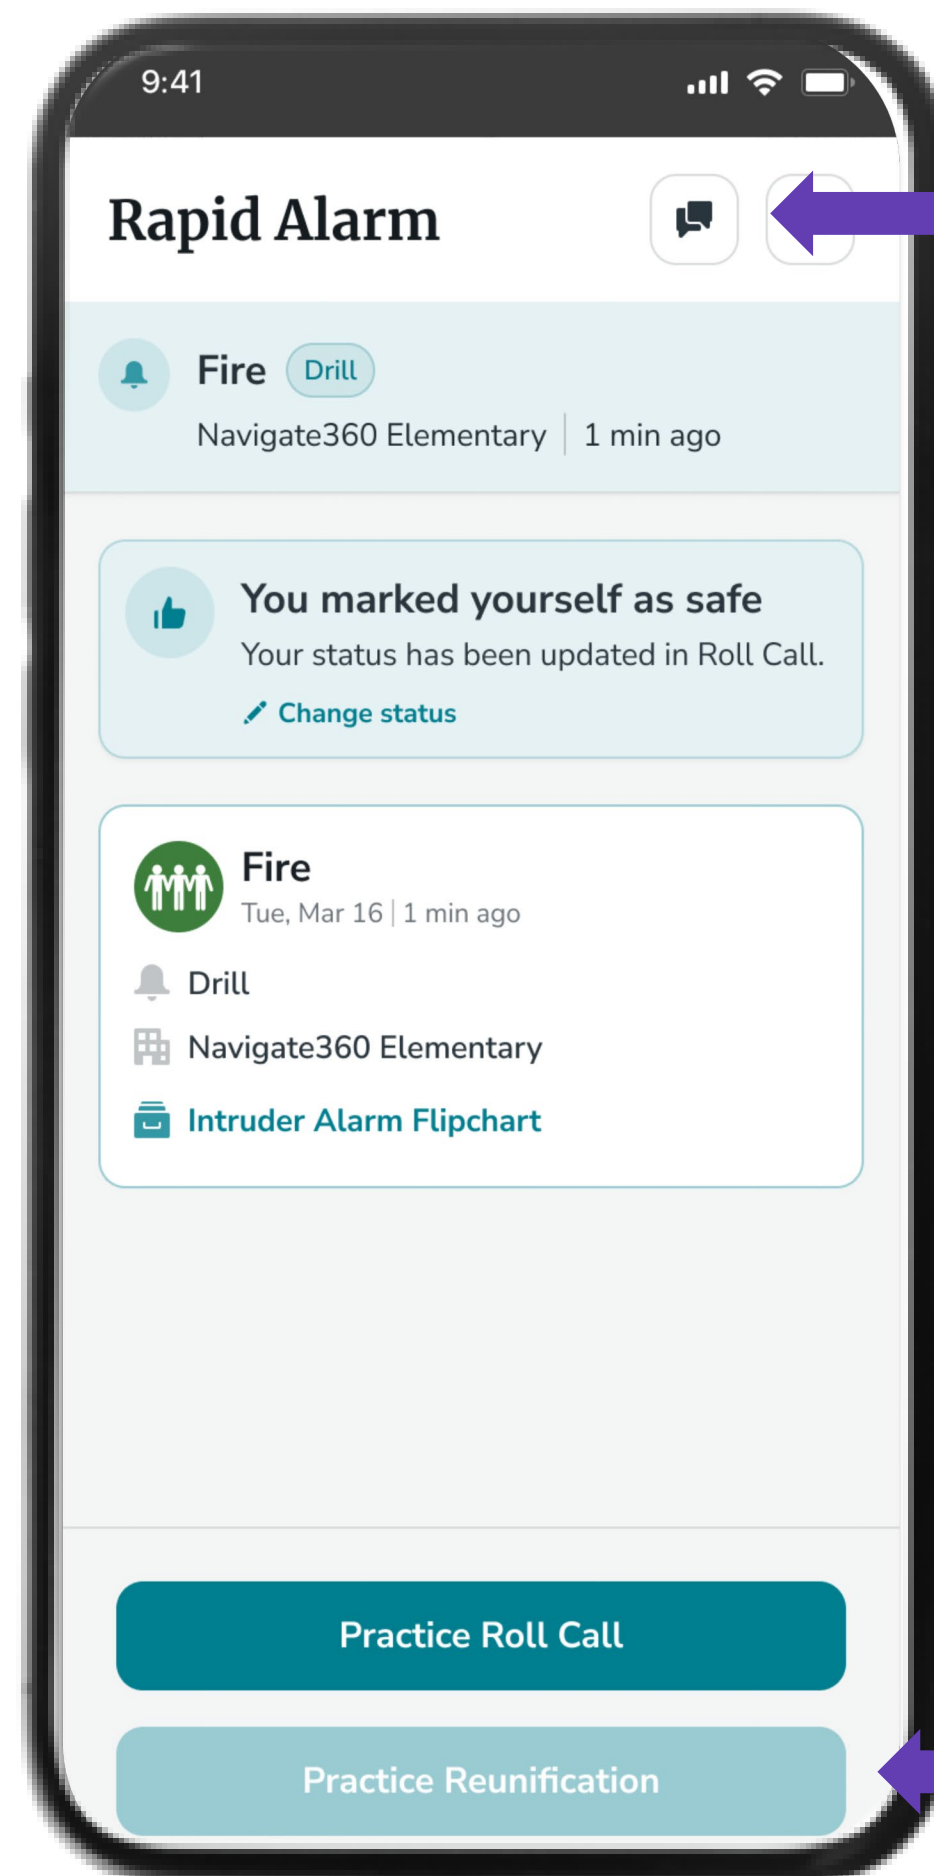 9:41
Rapid Alarm
Fire Drill
Navigate360 Elementary 1 min ago
You marked yourself as safe
Your status has been updated in Roll Call.
Change status
Fire
Tue, Mar 16 | 1 min ago
Drill
Navigate360 Elementary
Intruder Alarm Flipchart
Practice Roll Call
Practice Reunification